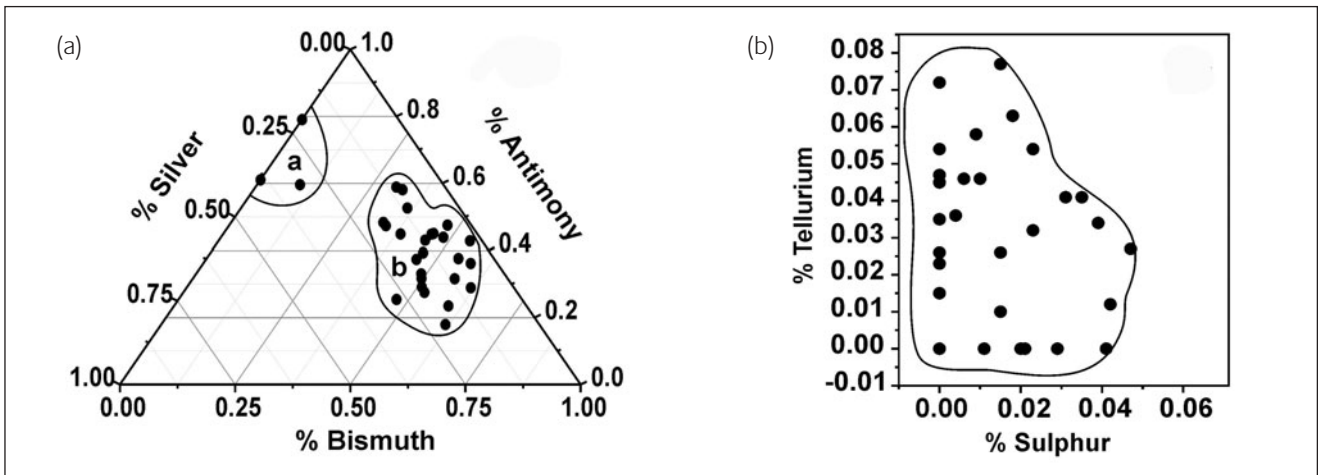 (a)
0.00 1.0
0.25 0.8
% Silver
% Antimony
a
0.50 0.6
b
0.75 0.4
0.2
1.00 0.0
0.00 0.25 0.50 0.75 1.00
% Bismuth
(b)
% Tellurium
0.08
0.07
0.06
0.05
0.04
0.03
0.02
0.01
0.00
-0.01
0.00 0.02 0.04 0.06
% Sulphur